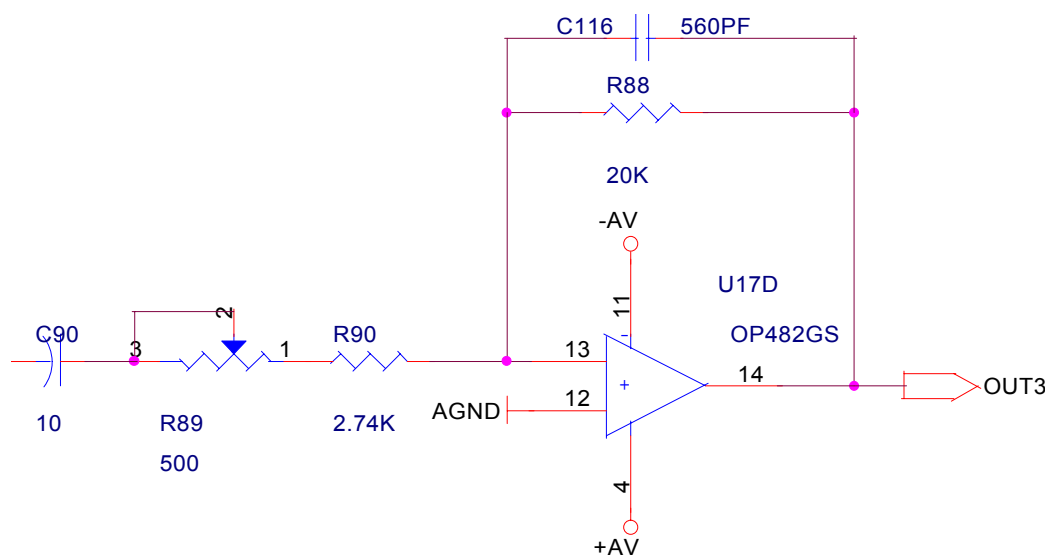 C116 560PF
R88
20K
-AV
11
U17D
OP482GS
-
+
C90
3
2
1
R90
13
14
OUT3
12
AGND
10
R89
500
2.74K
4
+AV